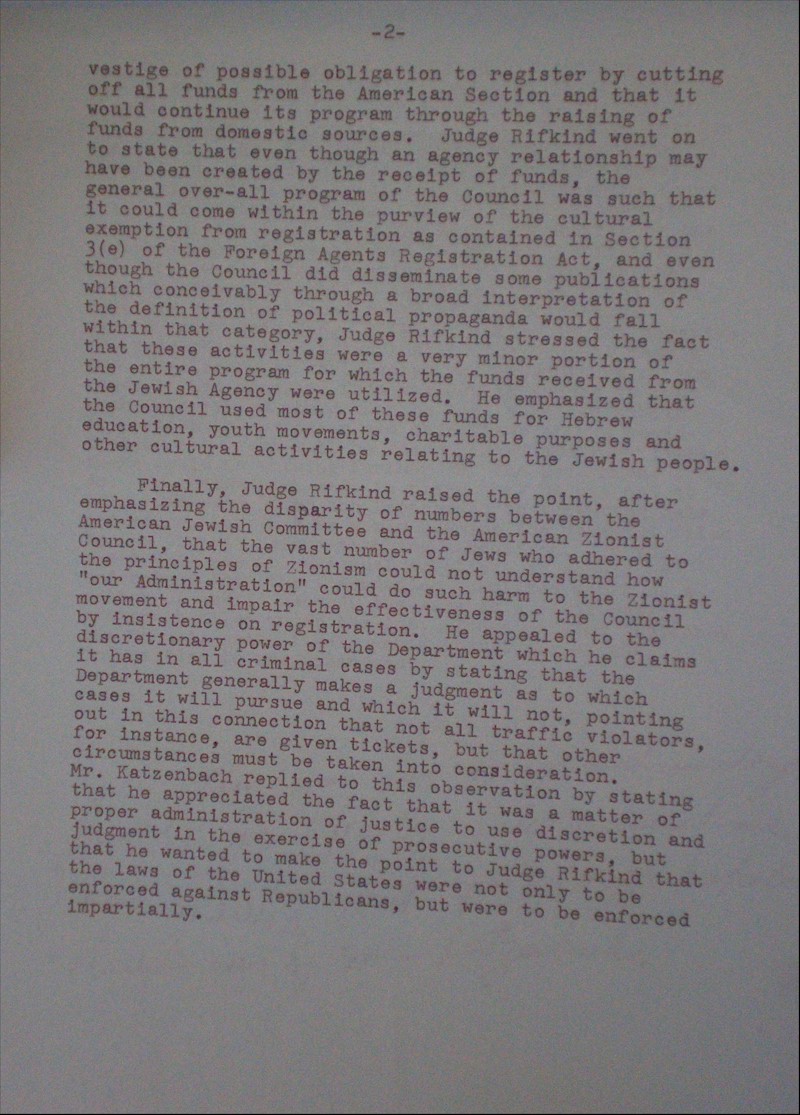 -2-
vestige of possible obligation to register by cutting
off all funds from the American Section and that it
would continue its program through the raising of
funds from domestic sources. Judge Rifkind went on
to state that even though an agency relationship may
have been created by the receipt of funds, the
general over-all program of the Council was such that
it could come within the purview of the cultural
exemption from registration as contained in Section
3(e) of the Foreign Agents Registration Act, and even
though the Council did disseminate some publications
which conceivably through a broad interpretation of
the definition of political propaganda would fall
within that category, Judge Rifkind stressed the fact
that these activities were a very minor portion of
the entire program for which the funds received from
the Jewish Agency were utilized. He emphasized that
the Council used most of these funds for Hebrew
education, youth movements, charitable purposes and
other cultural activities relating to the Jewish people.
Finally, Judge Rifkind raised the point, after
emphasizing the disparity of numbers between the
American Jewish Committee and the American Zionist
Council, that the vast number of Jews who adhered to
the principles of Zionism could not understand how
"our Administration" could do such harm to the Zionist
movement and impair the effectiveness of the Council
by insistence on registration. He appealed to the
discretionary power of the Department which he claims
it has in all criminal cases by stating that the
Department generally makes a judgment as to which
cases it will pursue and which it will not, pointing
out in this connection that not all traffic violators,
for instance, are given tickets, but that other
circumstances must be taken into consideration.
Mr. Katzenbach replied to this observation by stating
that he appreciated the fact that it was a matter of
proper administration of justice to use discretion and
judgment in the exercise of prosecutive powers, but
that he wanted to make the point to Judge Rifkind that
the laws of the United States were not only to be
enforced against Republicans, but were to be enforced
impartially.